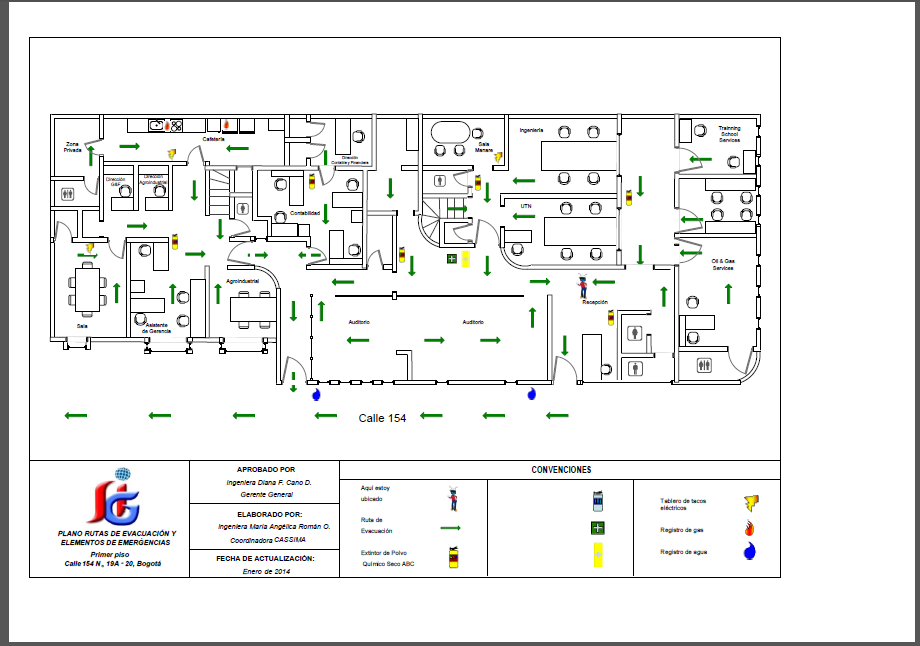 Zona
Privada
Cafetería
Dirección
Contable y Financiera
Sala
Manare
Ingeniería
Trainning
School
Services
Dirección
G&F
Dirección
Agroindustrial
Contabilidad
UTN
Oil & Gas
Services
Agroindustrial
Recepción
Sala
Asistente
de Gerencia
Auditorio
Auditorio
Calle 154
PLANO RUTAS DE EVACUACIÓN Y
ELEMENTOS DE EMERGENCIAS
Primer piso
Calle 154 N., 19A - 20, Bogotá
APROBADO POR
Ingeniera Diana F. Cano D.
Gerente General
ELABORADO POR:
Ingeniera María Angélica Román O.
Coordinadora CASSIMA
FECHA DE ACTUALIZACIÓN:
Enero de 2014
CONVENCIONES
Aquí estoy
ubicado
Ruta de
Evacuación
Extintor de Polvo
Químico Seco ABC
Tablero de tacos
eléctricos
Registro de gas
Registro de agua